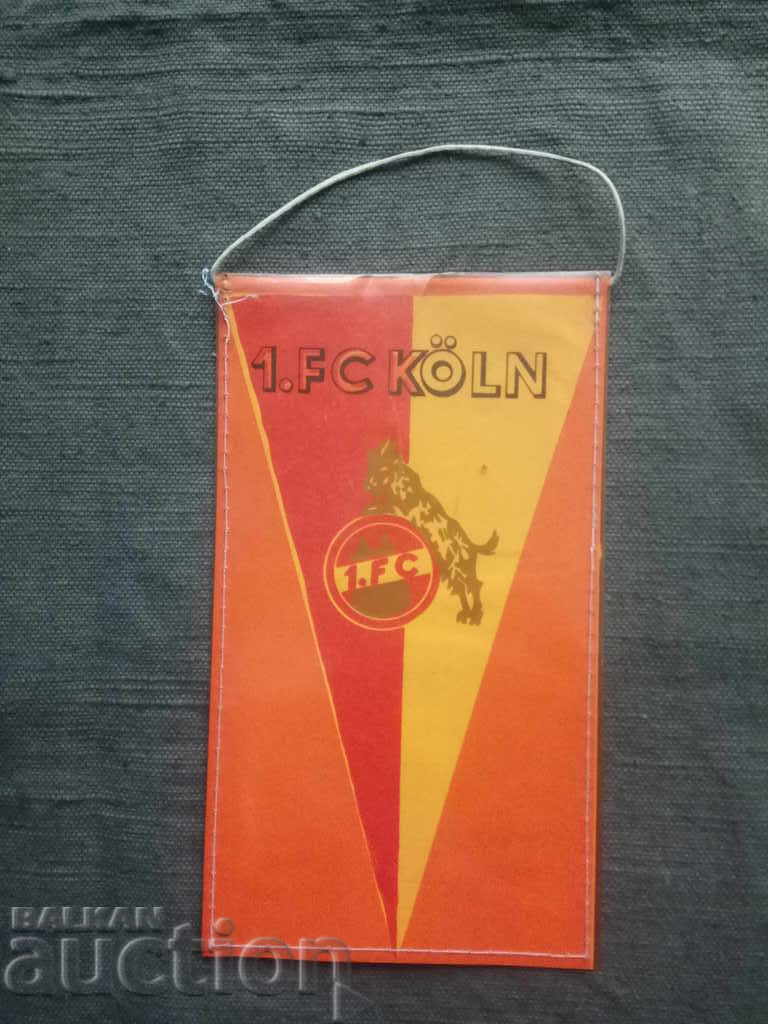 1.FC KÖLN
1.FC
BALKAN
auction